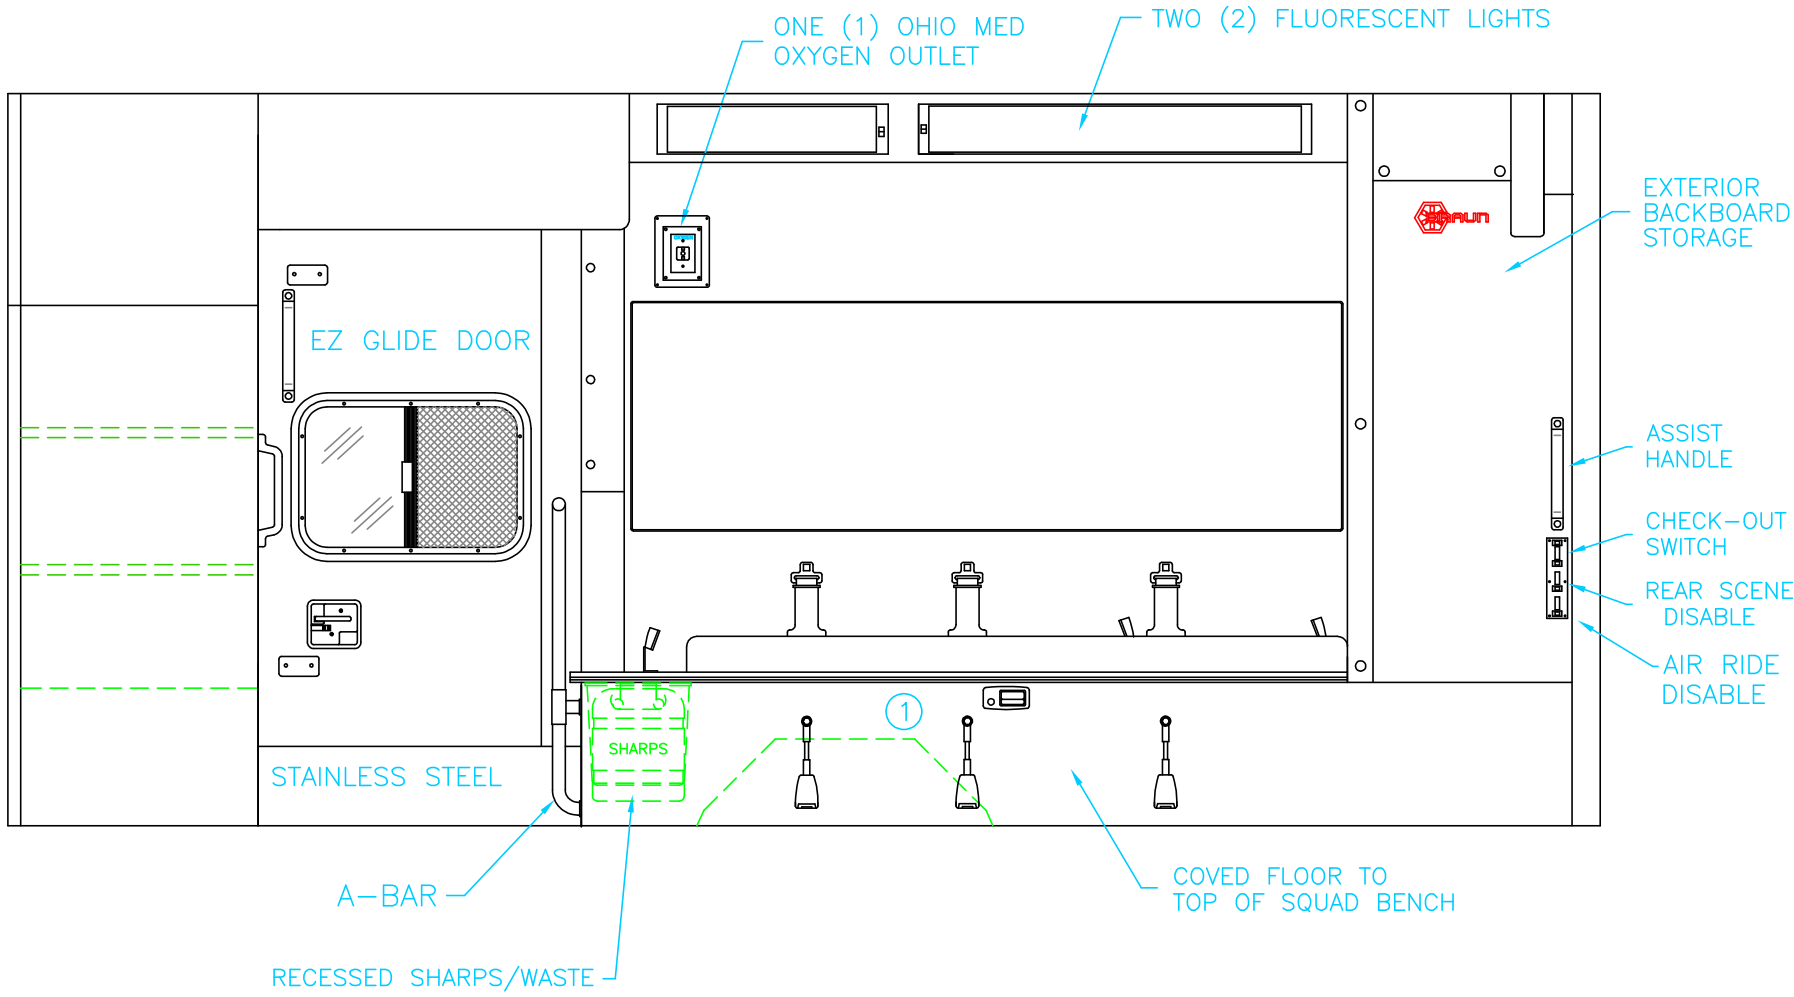 ONE (1) OHIO MED
OXYGEN OUTLET
TWO (2) FLUORESCENT LIGHTS
EXTERIOR
BACKBOARD
STORAGE
BRAUN
OXYGEN
EZ GLIDE DOOR
ASSIST
HANDLE
CHECK-OUT
SWITCH
REAR SCENE
DISABLE
AIR RIDE
DISABLE
1
SHARPS
STAINLESS STEEL
A-BAR
COVED FLOOR TO
TOP OF SQUAD BENCH
RECESSED SHARPS/WASTE